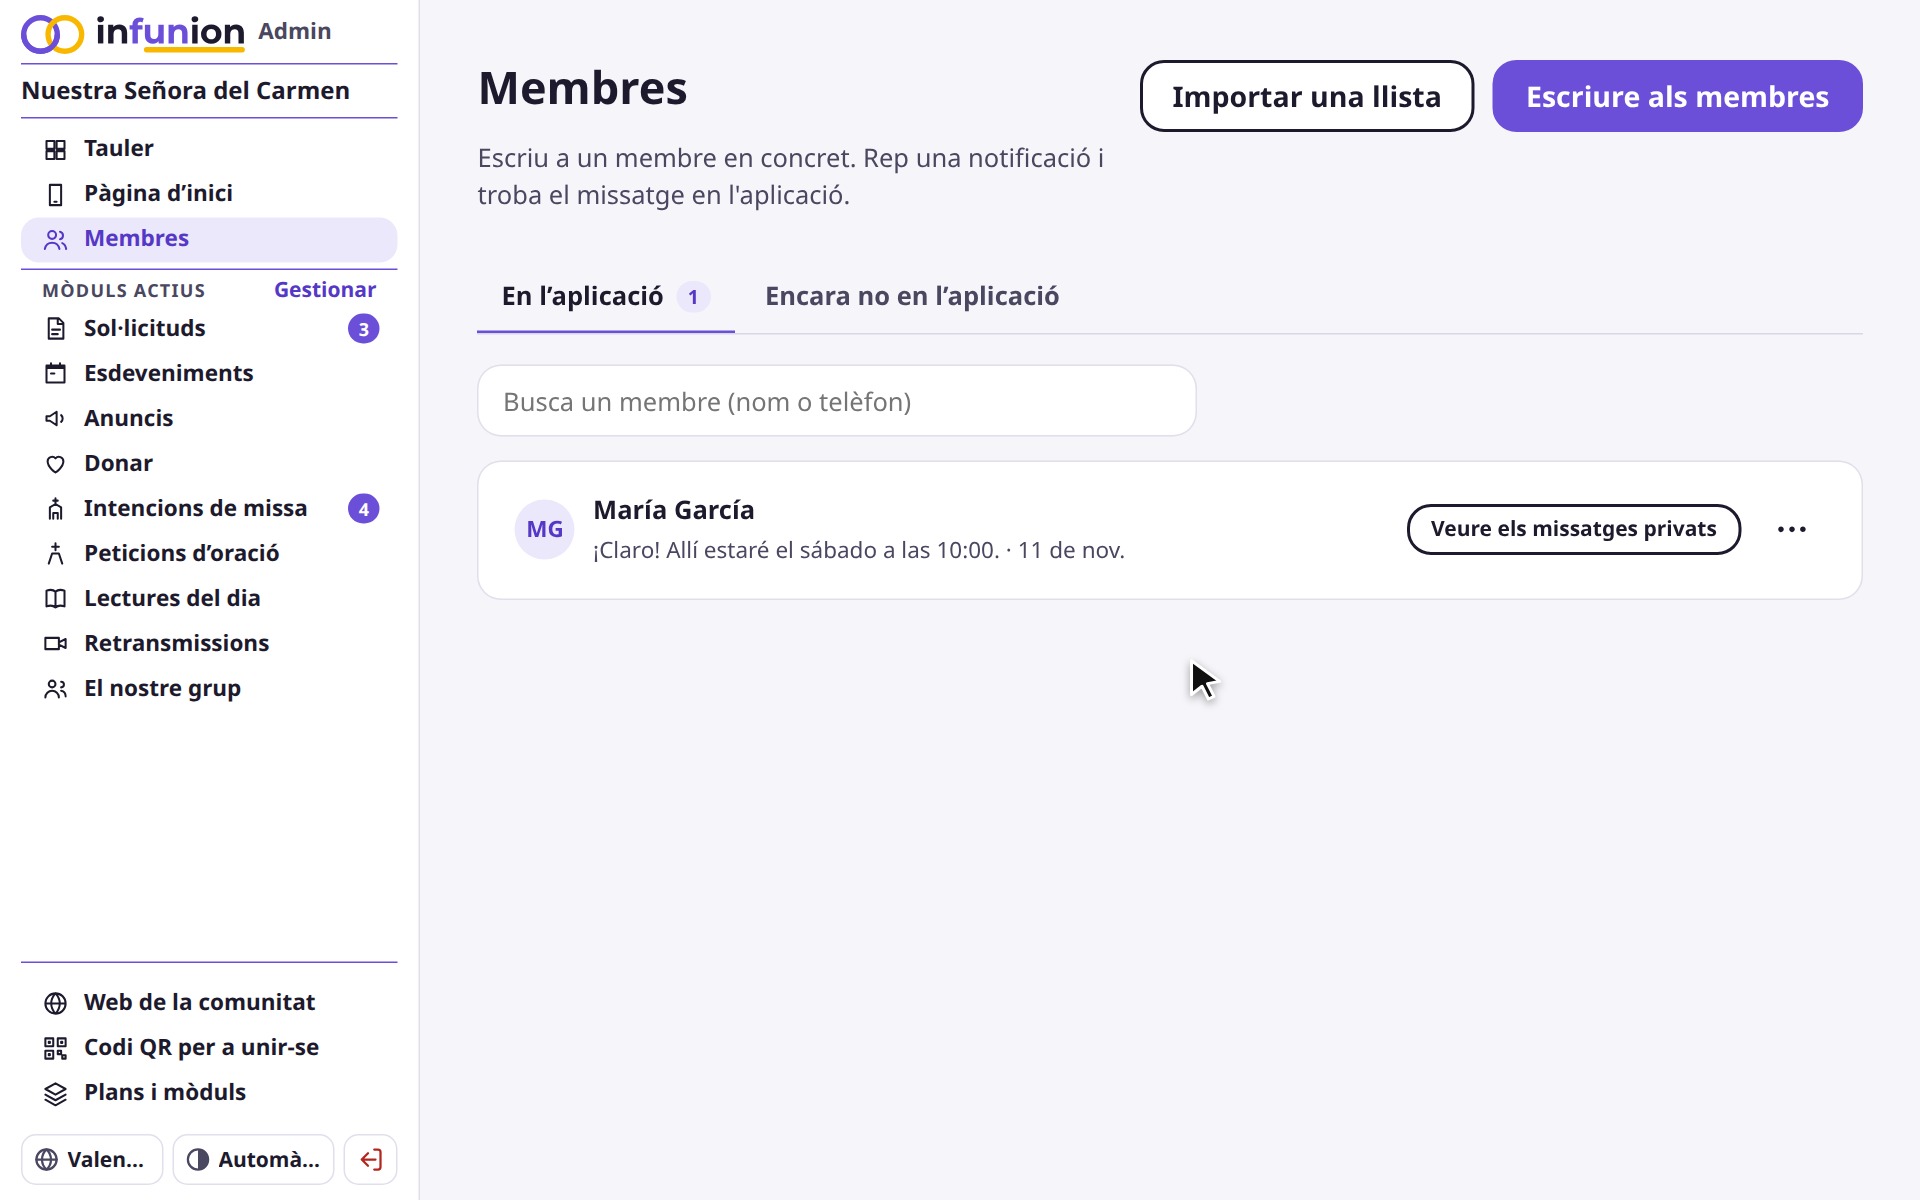 infunion Admin
Nuestra Señora del Carmen
Tauler
Pàgina d’inici
Membres
MÒDULS ACTIUS Gestionar
Sol·licituds 3
Esdeveniments
Anuncis
Donar
Intencions de missa 4
Peticions d’oració
Lectures del dia
Retransmissions
El nostre grup
Web de la comunitat
Codi QR per a unir-se
Plans i mòduls
Valen... Automà...
Membres
Importar una llista Escriure als membres
Escriu a un membre en concret. Rep una notificació i
troba el missatge en l'aplicació.
En l’aplicació 1 Encara no en l’aplicació
Busca un membre (nom o telèfon)
MG
María García
¡Claro! Allí estaré el sábado a las 10:00. · 11 de nov.
Veure els missatges privats